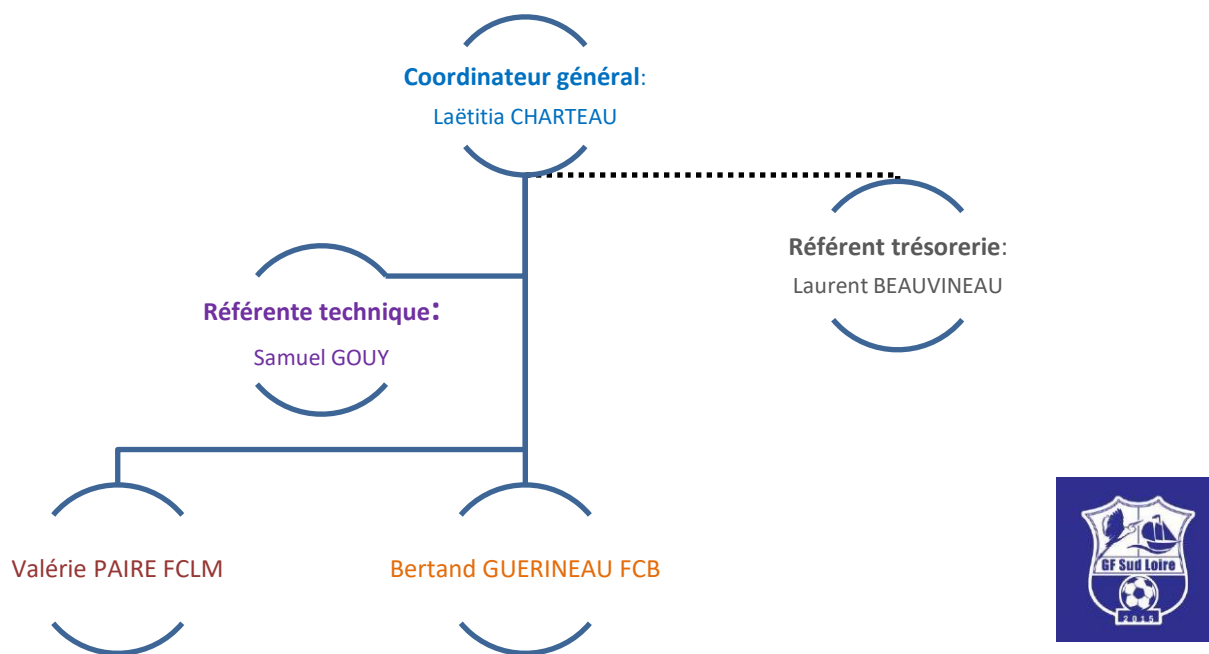 Coordinateur général:
Laëtitia CHARTEAU
Référent trésorerie:
Laurent BEAUVINEAU
Référente technique:
Samuel GOUY
Valérie PAIRE FCLM
Bertand GUERINEAU FCB
GF Sud Loire
2015